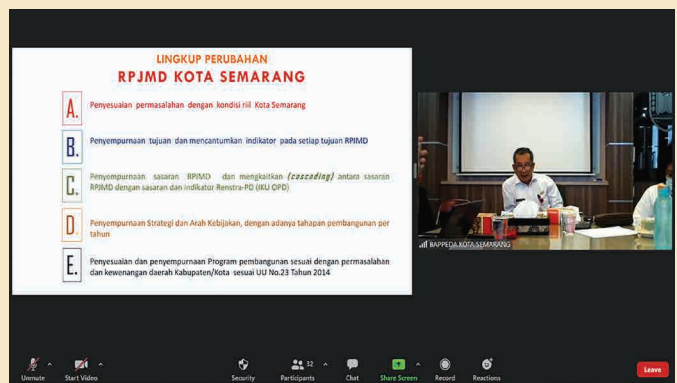 LINGKUP PERUBAHAN
RPJMD KOTA SEMARANG
A. Penyesuaian permasalahan dengan kondisi riil Kota Semarang
B. Penyempurnaan tujuan dan mencantumkan indikator pada setiap tujuan RPJMD
C. Penyempurnaan sasaran RPJMD dan mengkaitkan (cascading) antara sasaran
RPJMD dengan sasaran dan indikator Renstra-PD (IKU OPD)
D. Penyempurnaan Strategi dan Arah Kebijakan, dengan adanya tahapan pembangunan per
tahun
E. Penyesuaian dan penyempurnaan Program pembangunan sesuai dengan permasalahan
dan kewenangan daerah Kabupaten/Kota sesuai UU No.23 Tahun 2014
BAPPEDA KOTA SEMARANG
32
Unmute Start Video Security Participants Chat Share Screen Record Reactions Leave